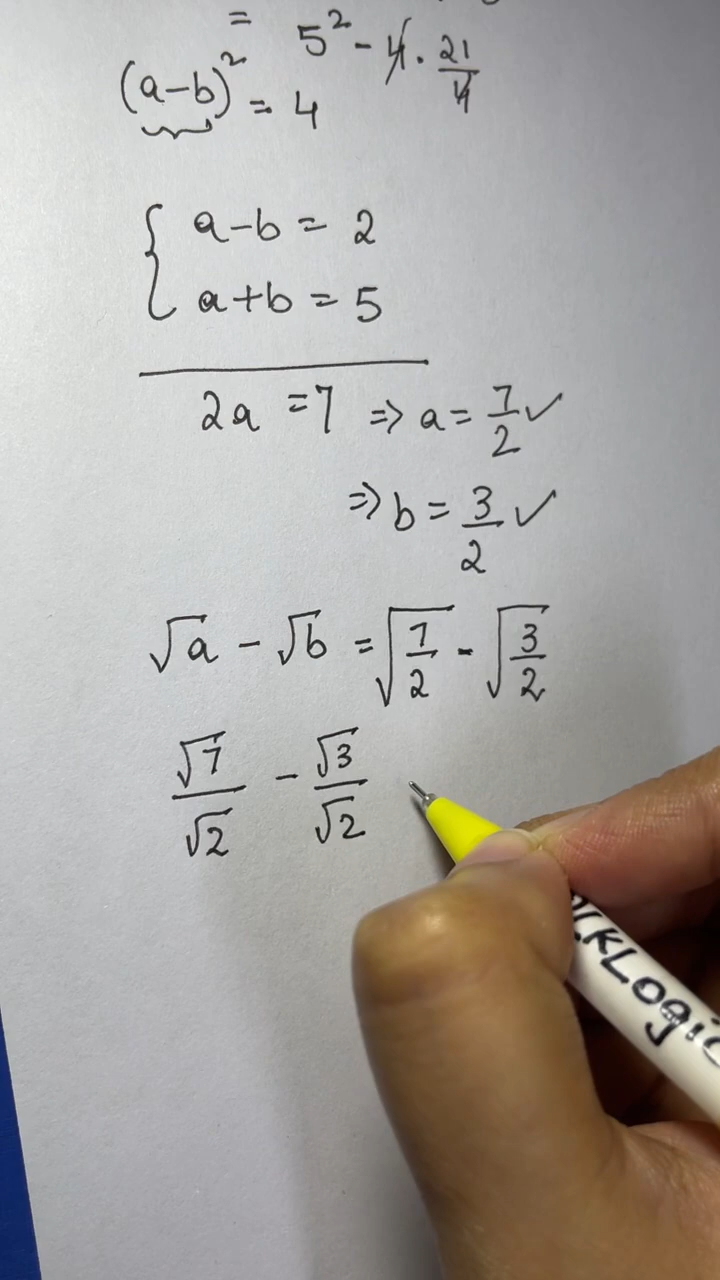 = 5² - 4 · 21/4
(a-b)² = 4
a-b = 2
a+b = 5
2a = 7 => a = 7/2 ✓
=> b = 3/2 ✓
√a - √b = √(7/2) - √(3/2)
√7/√2 - √3/√2